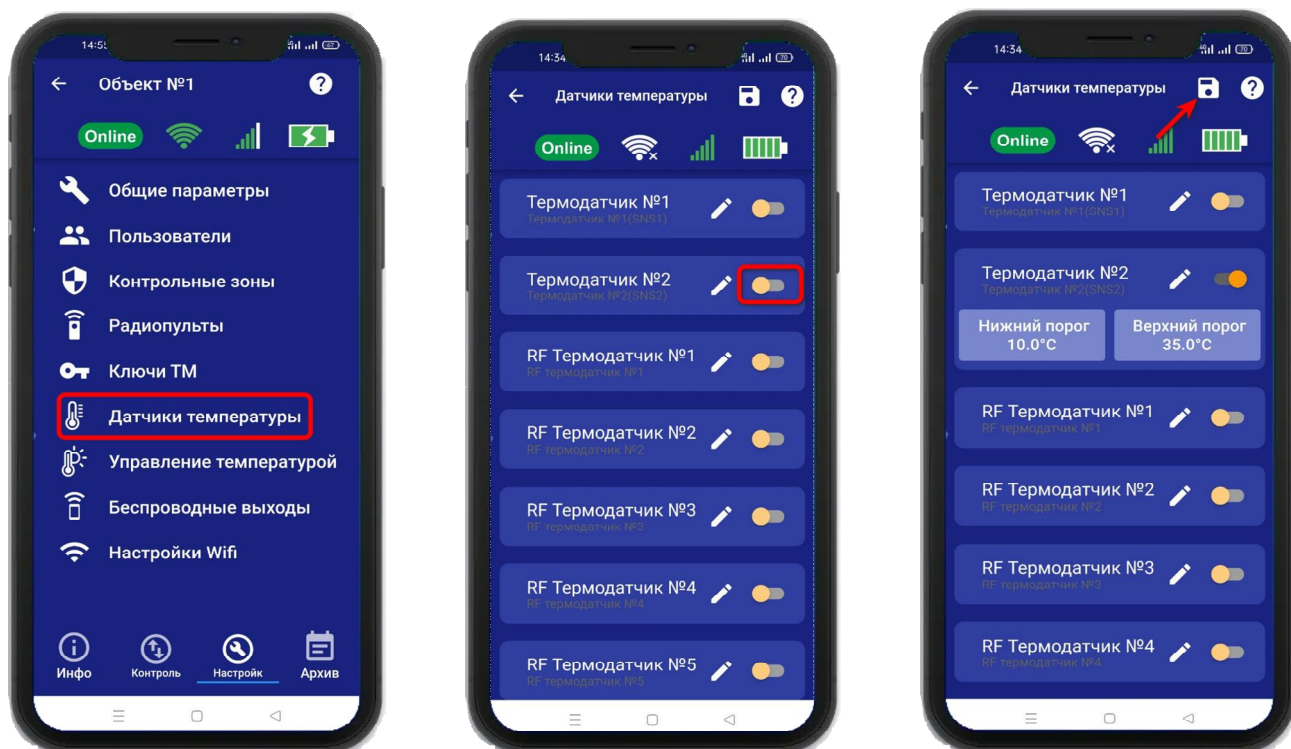 14:5
67
Объект №1
?
Online
Общие параметры
Пользователи
Контрольные зоны
Радиопульты
Ключи ТМ
Датчики температуры
Управление температурой
Беспроводные выходы
Настройки Wifi
Инфо
Контроль
Настройк
Архив
14:34
70
Датчики температуры
?
Online
Термодатчик №1
Термодатчик №1(SNS1)
Термодатчик №2
Термодатчик №2(SNS2)
RF Термодатчик №1
RF термодатчик №1
RF Термодатчик №2
RF термодатчик №2
RF Термодатчик №3
RF термодатчик №3
RF Термодатчик №4
RF термодатчик №4
RF Термодатчик №5
RF термодатчик №5
14:34
70
Датчики температуры
?
Online
Термодатчик №1
Термодатчик №1(SNS1)
Термодатчик №2
Термодатчик №2(SNS2)
Нижний порог
10.0°C
Верхний порог
35.0°C
RF Термодатчик №1
RF термодатчик №1
RF Термодатчик №2
RF термодатчик №2
RF Термодатчик №3
RF термодатчик №3
RF Термодатчик №4
RF термодатчик №4